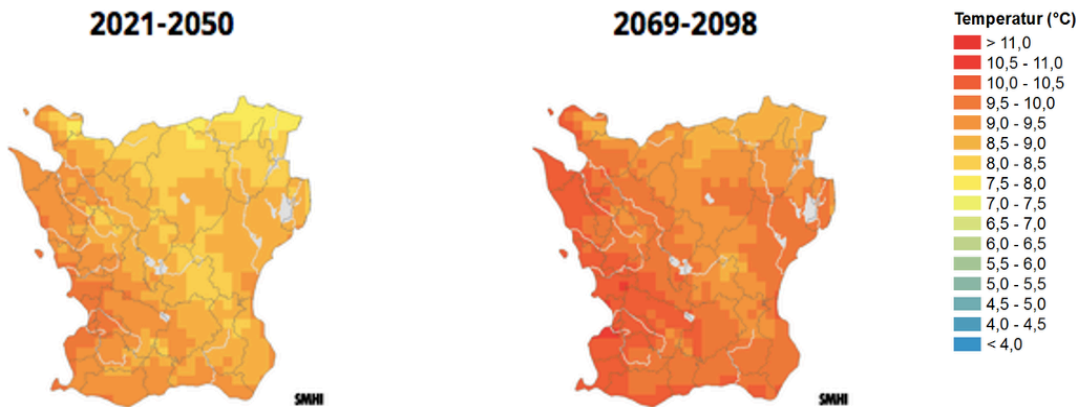 2021-2050
2069-2098
Temperatur (°C)
> 11,0
10,5 - 11,0
10,0 - 10,5
9,5 - 10,0
9,0 - 9,5
8,5 - 9,0
8,0 - 8,5
7,5 - 8,0
7,0 - 7,5
6,5 - 7,0
6,0 - 6,5
5,5 - 6,0
5,0 - 5,5
4,5 - 5,0
4,0 - 4,5
< 4,0
SMHI
SMHI